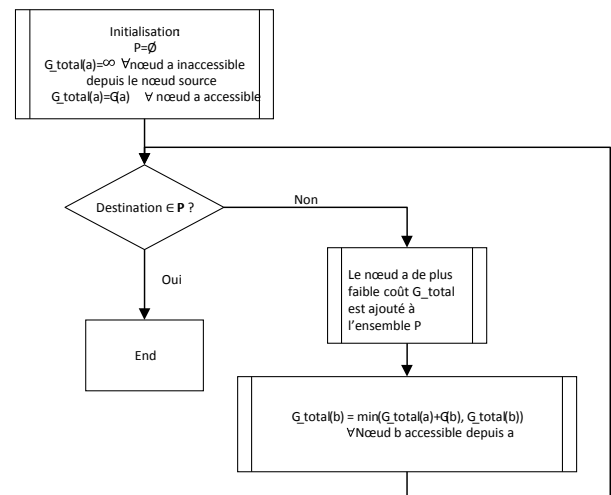 Initialisation:
P=Ø
G_total(a)=∞ ∀nœud a inaccessible
depuis le nœud source
G_total(a)=G(a) ∀ nœud a accessible
Destination ∈ P ?
Non
Oui
Le nœud a de plus
faible coût G_total
est ajouté à
l'ensemble P
End
G_total(b) = min(G_total(a)+G(b), G_total(b))
∀Nœud b accessible depuis a